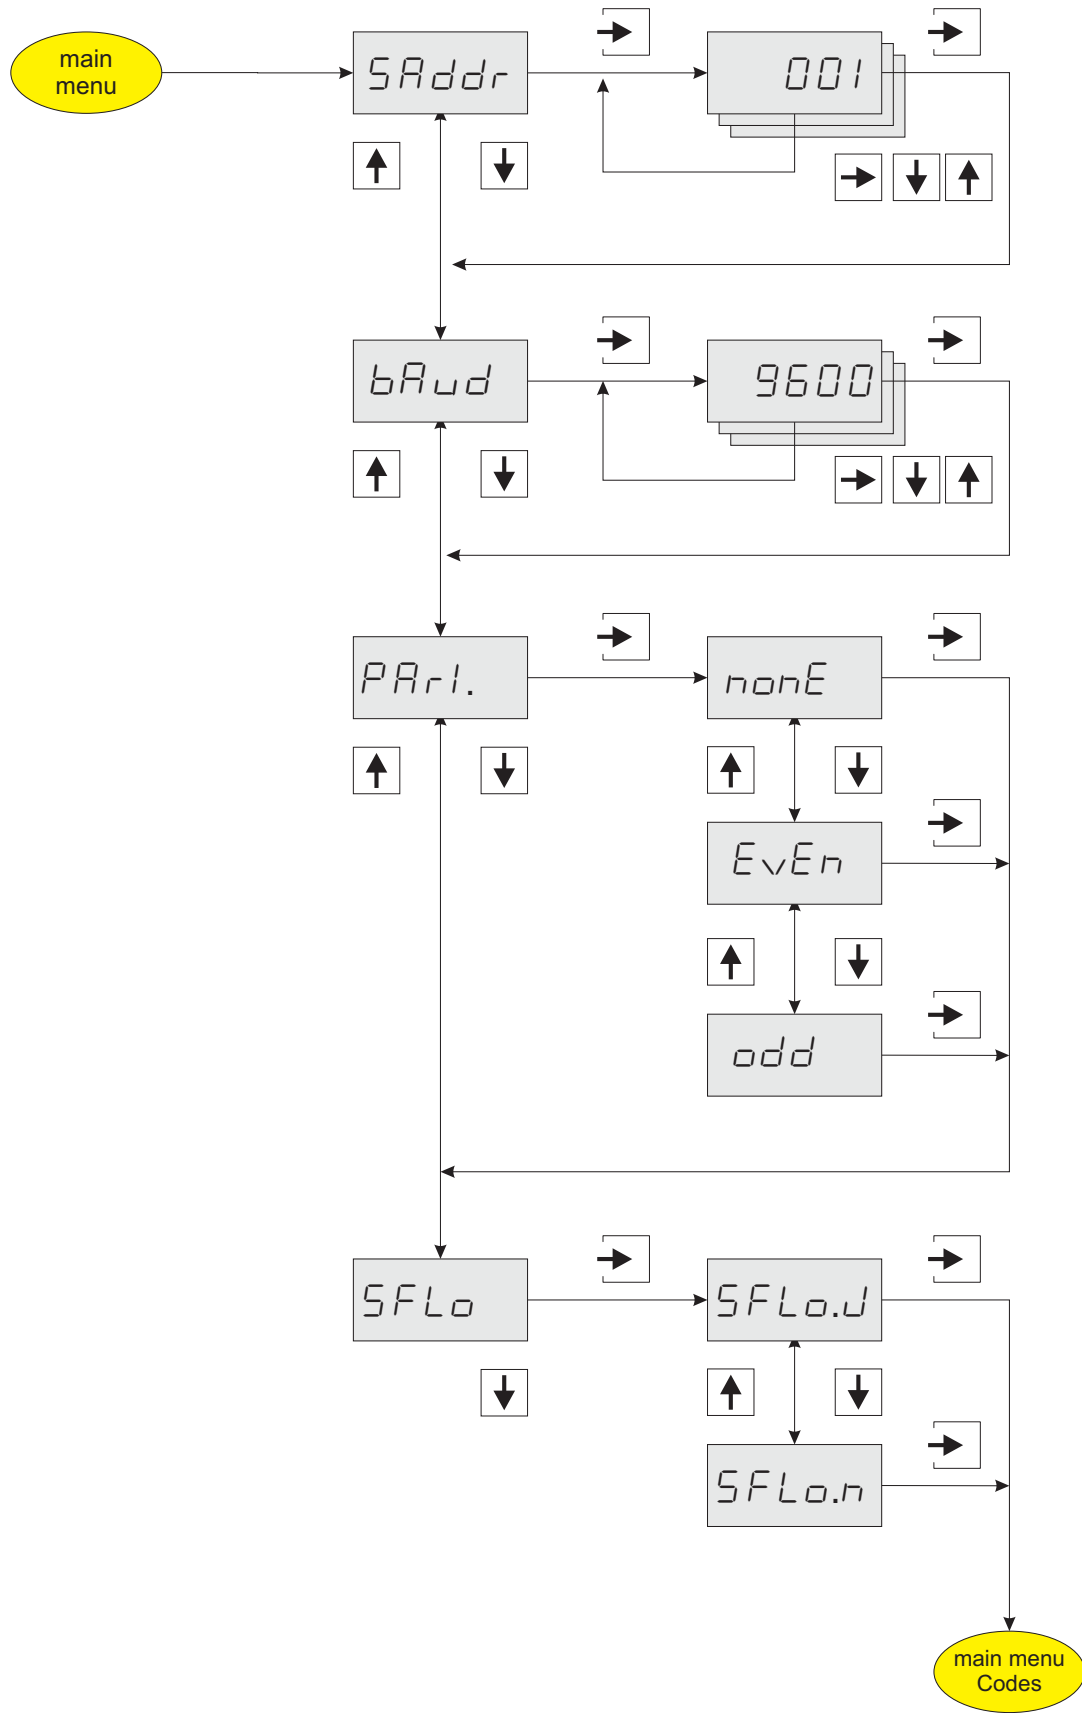 main
menu
SAddr
001
bAud
9600
PArI.
nonE
EvEn
odd
SFLo
SFLo.J
SFLo.n
main menu
Codes